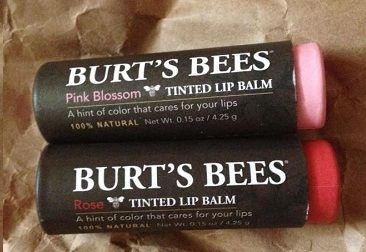 BURT'S BEES®
Pink Blossom TINTED LIP BALM
A hint of color that cares for your lips
100% NATURAL Net Wt. 0.15 oz / 4.25 g
BURT'S BEES®
Rose TINTED LIP BALM
A hint of color that cares for your lips
100% NATURAL Net Wt. 0.15 oz / 4.25 g